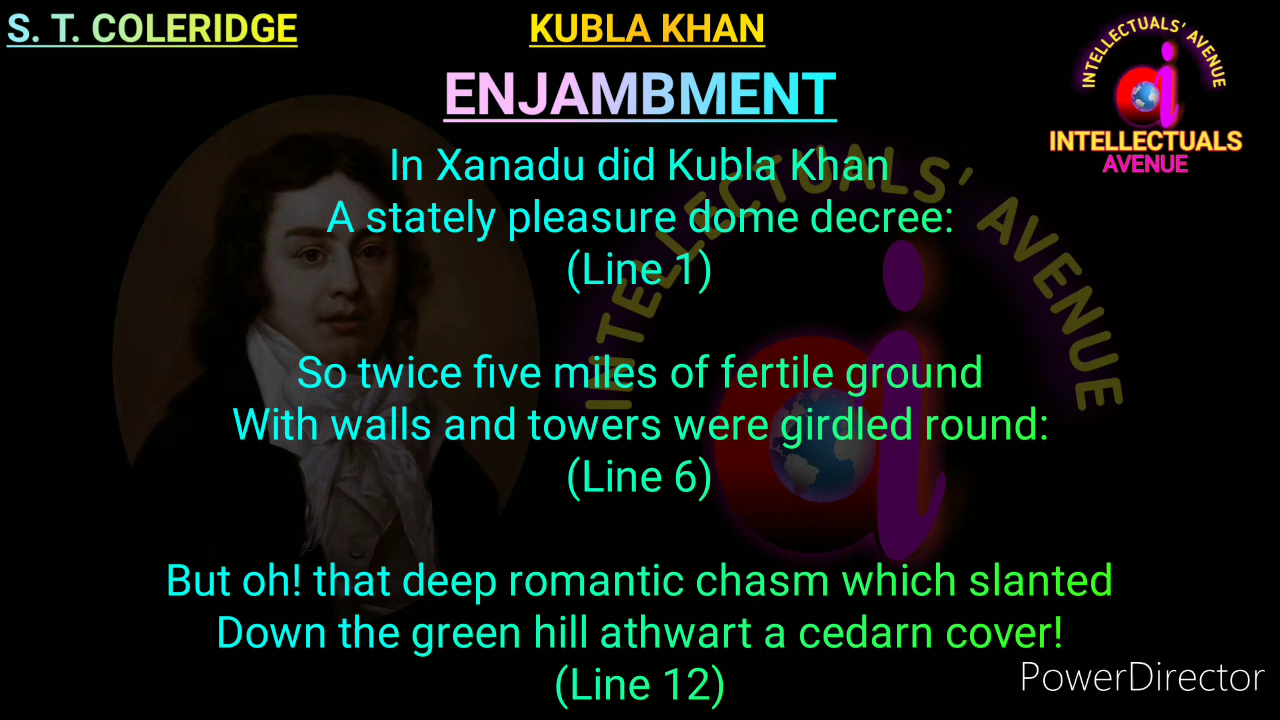 S. T. COLERIDGE
KUBLA KHAN
INTELLECTUALS' AVENUE
i
INTELLECTUALS
AVENUE
ENJAMBMENT
In Xanadu did Kubla Khan
A stately pleasure dome decree:
(Line 1)
So twice five miles of fertile ground
With walls and towers were girdled round:
(Line 6)
But oh! that deep romantic chasm which slanted
Down the green hill athwart a cedarn cover!
(Line 12)
INTELLECTUALS' AVENUE
i
PowerDirector